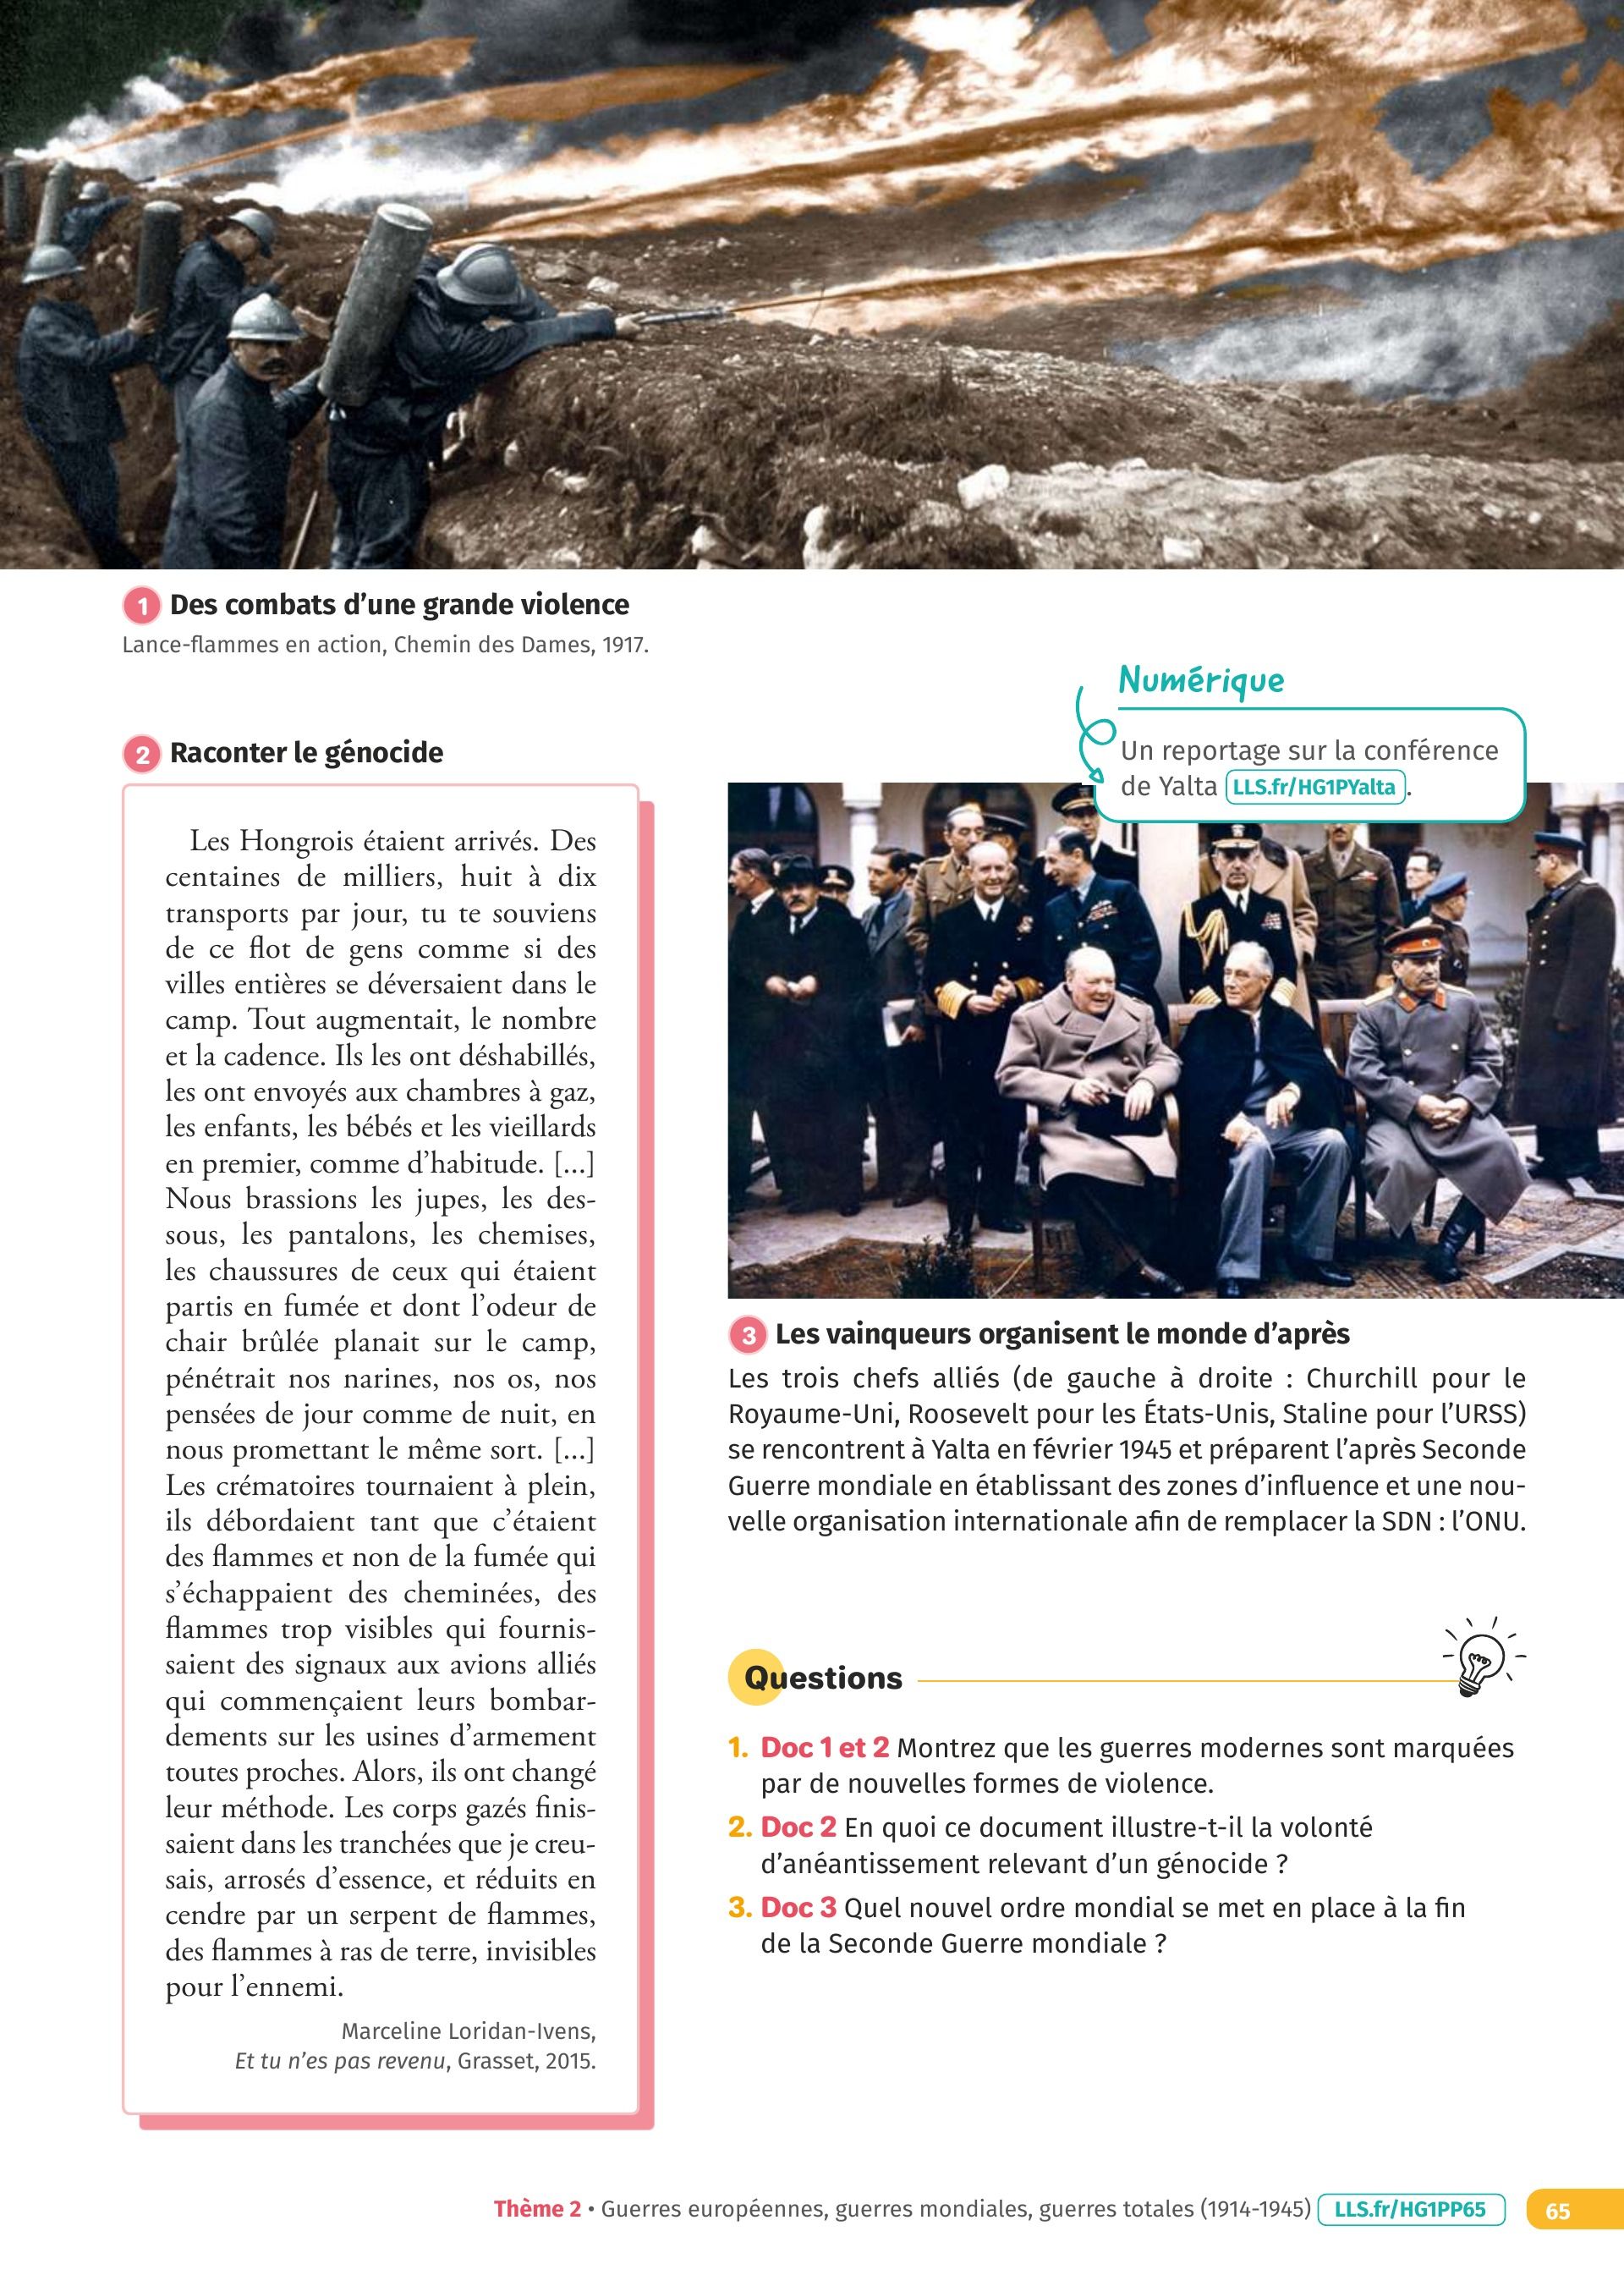 1 Des combats d’une grande violence
Lance-flammes en action, Chemin des Dames, 1917.
2 Raconter le génocide
Les Hongrois étaient arrivés. Des
centaines de milliers, huit à dix
transports par jour, tu te souviens
de ce flot de gens comme si des
villes entières se déversaient dans le
camp. Tout augmentait, le nombre
et la cadence. Ils les ont déshabillés,
les ont envoyés aux chambres à gaz,
les enfants, les bébés et les vieillards
en premier, comme d’habitude. [...]
Nous brassions les jupes, les des-
sous, les pantalons, les chemises,
les chaussures de ceux qui étaient
partis en fumée et dont l’odeur de
chair brûlée planait sur le camp,
pénétrait nos narines, nos os, nos
pensées de jour comme de nuit, en
nous promettant le même sort. [...]
Les crématoires tournaient à plein,
ils débordaient tant que c’étaient
des flammes et non de la fumée qui
s’échappaient des cheminées, des
flammes trop visibles qui fournis-
saient des signaux aux avions alliés
qui commençaient leurs bombar-
dements sur les usines d’armement
toutes proches. Alors, ils ont changé
leur méthode. Les corps gazés finis-
saient dans les tranchées que je creu-
sais, arrosés d’essence, et réduits en
cendre par un serpent de flammes,
des flammes à ras de terre, invisibles
pour l’ennemi.
Marceline Loridan-Ivens,
Et tu n’es pas revenu, Grasset, 2015.
Numérique
Un reportage sur la conférence
de Yalta LLS.fr/HG1PYalta .
3 Les vainqueurs organisent le monde d’après
Les trois chefs alliés (de gauche à droite : Churchill pour le
Royaume-Uni, Roosevelt pour les États-Unis, Staline pour l’URSS)
se rencontrent à Yalta en février 1945 et préparent l’après Seconde
Guerre mondiale en établissant des zones d’influence et une nou-
velle organisation internationale afin de remplacer la SDN : l’ONU.
Questions
1. Doc 1 et 2 Montrez que les guerres modernes sont marquées
par de nouvelles formes de violence.
2. Doc 2 En quoi ce document illustre-t-il la volonté
d’anéantissement relevant d’un génocide ?
3. Doc 3 Quel nouvel ordre mondial se met en place à la fin
de la Seconde Guerre mondiale ?
Thème 2 • Guerres européennes, guerres mondiales, guerres totales (1914-1945) LLS.fr/HG1PP65 65